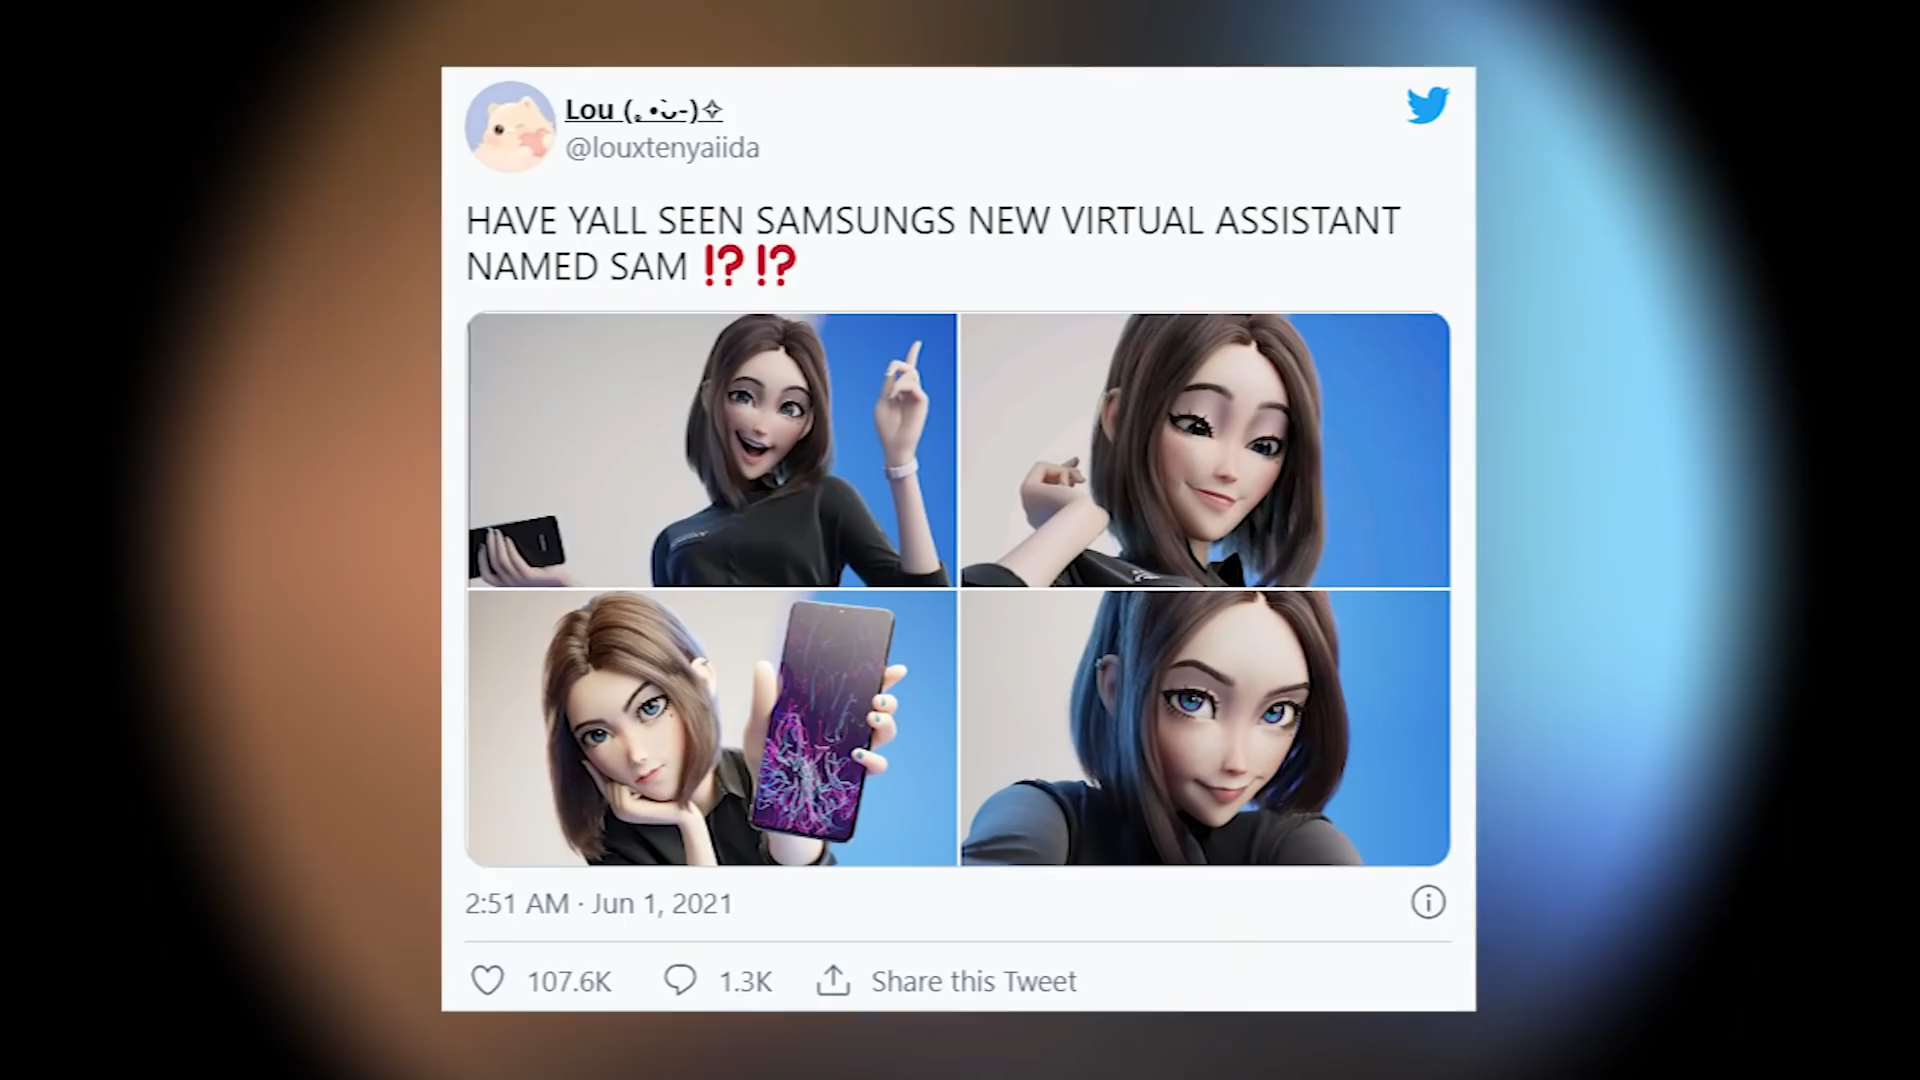 Lou (｡•̀ᴗ-)✧
@louxtenyaiida
HAVE YALL SEEN SAMSUNGS NEW VIRTUAL ASSISTANT
NAMED SAM ⁉️⁉️
2:51 AM · Jun 1, 2021
107.6K 1.3K Share this Tweet